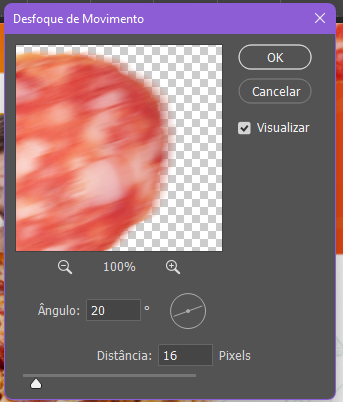 Desfoque de Movimento
OK
Cancelar
Visualizar
100%
Ângulo: 20 °
Distância: 16 Pixels